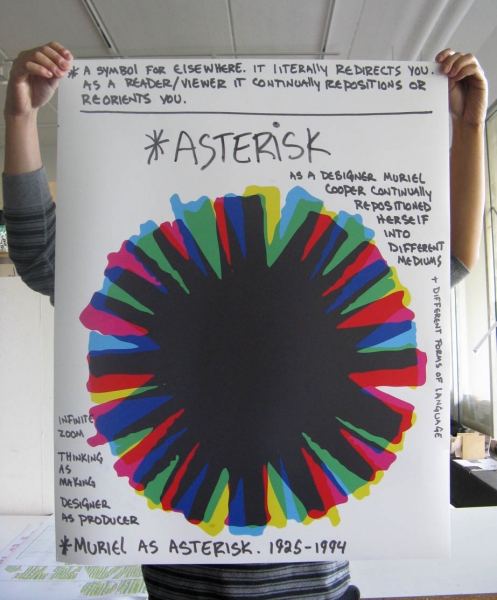 * A SYMBOL FOR ELSEWHERE. IT LITERALLY REDIRECTS YOU.
AS A READER/VIEWER IT CONTINUALLY REPOSITIONS OR
REORIENTS YOU.
*ASTERISK
AS A DESIGNER MURIEL
COOPER CONTINUALLY
REPOSITIONED
HERSELF
INTO
DIFFERENT
MEDIUMS
+ DIFFERENT FORMS OF LANGUAGE
INFINITE
ZOOM
THINKING
AS
MAKING
DESIGNER
AS PRODUCER
*MURIEL AS ASTERISK. 1925-1994